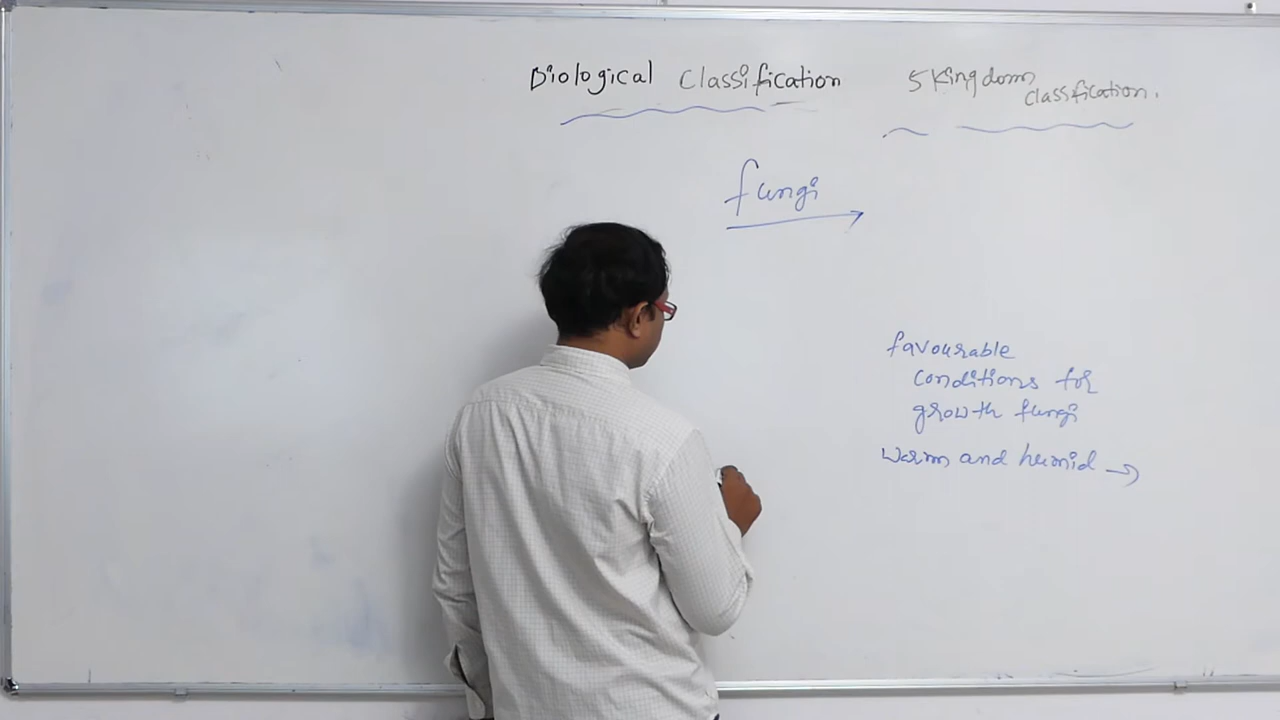 Biological Classification
5 Kingdom
classification.
fungi
favourable
conditions for
growth fungi
warm and humid